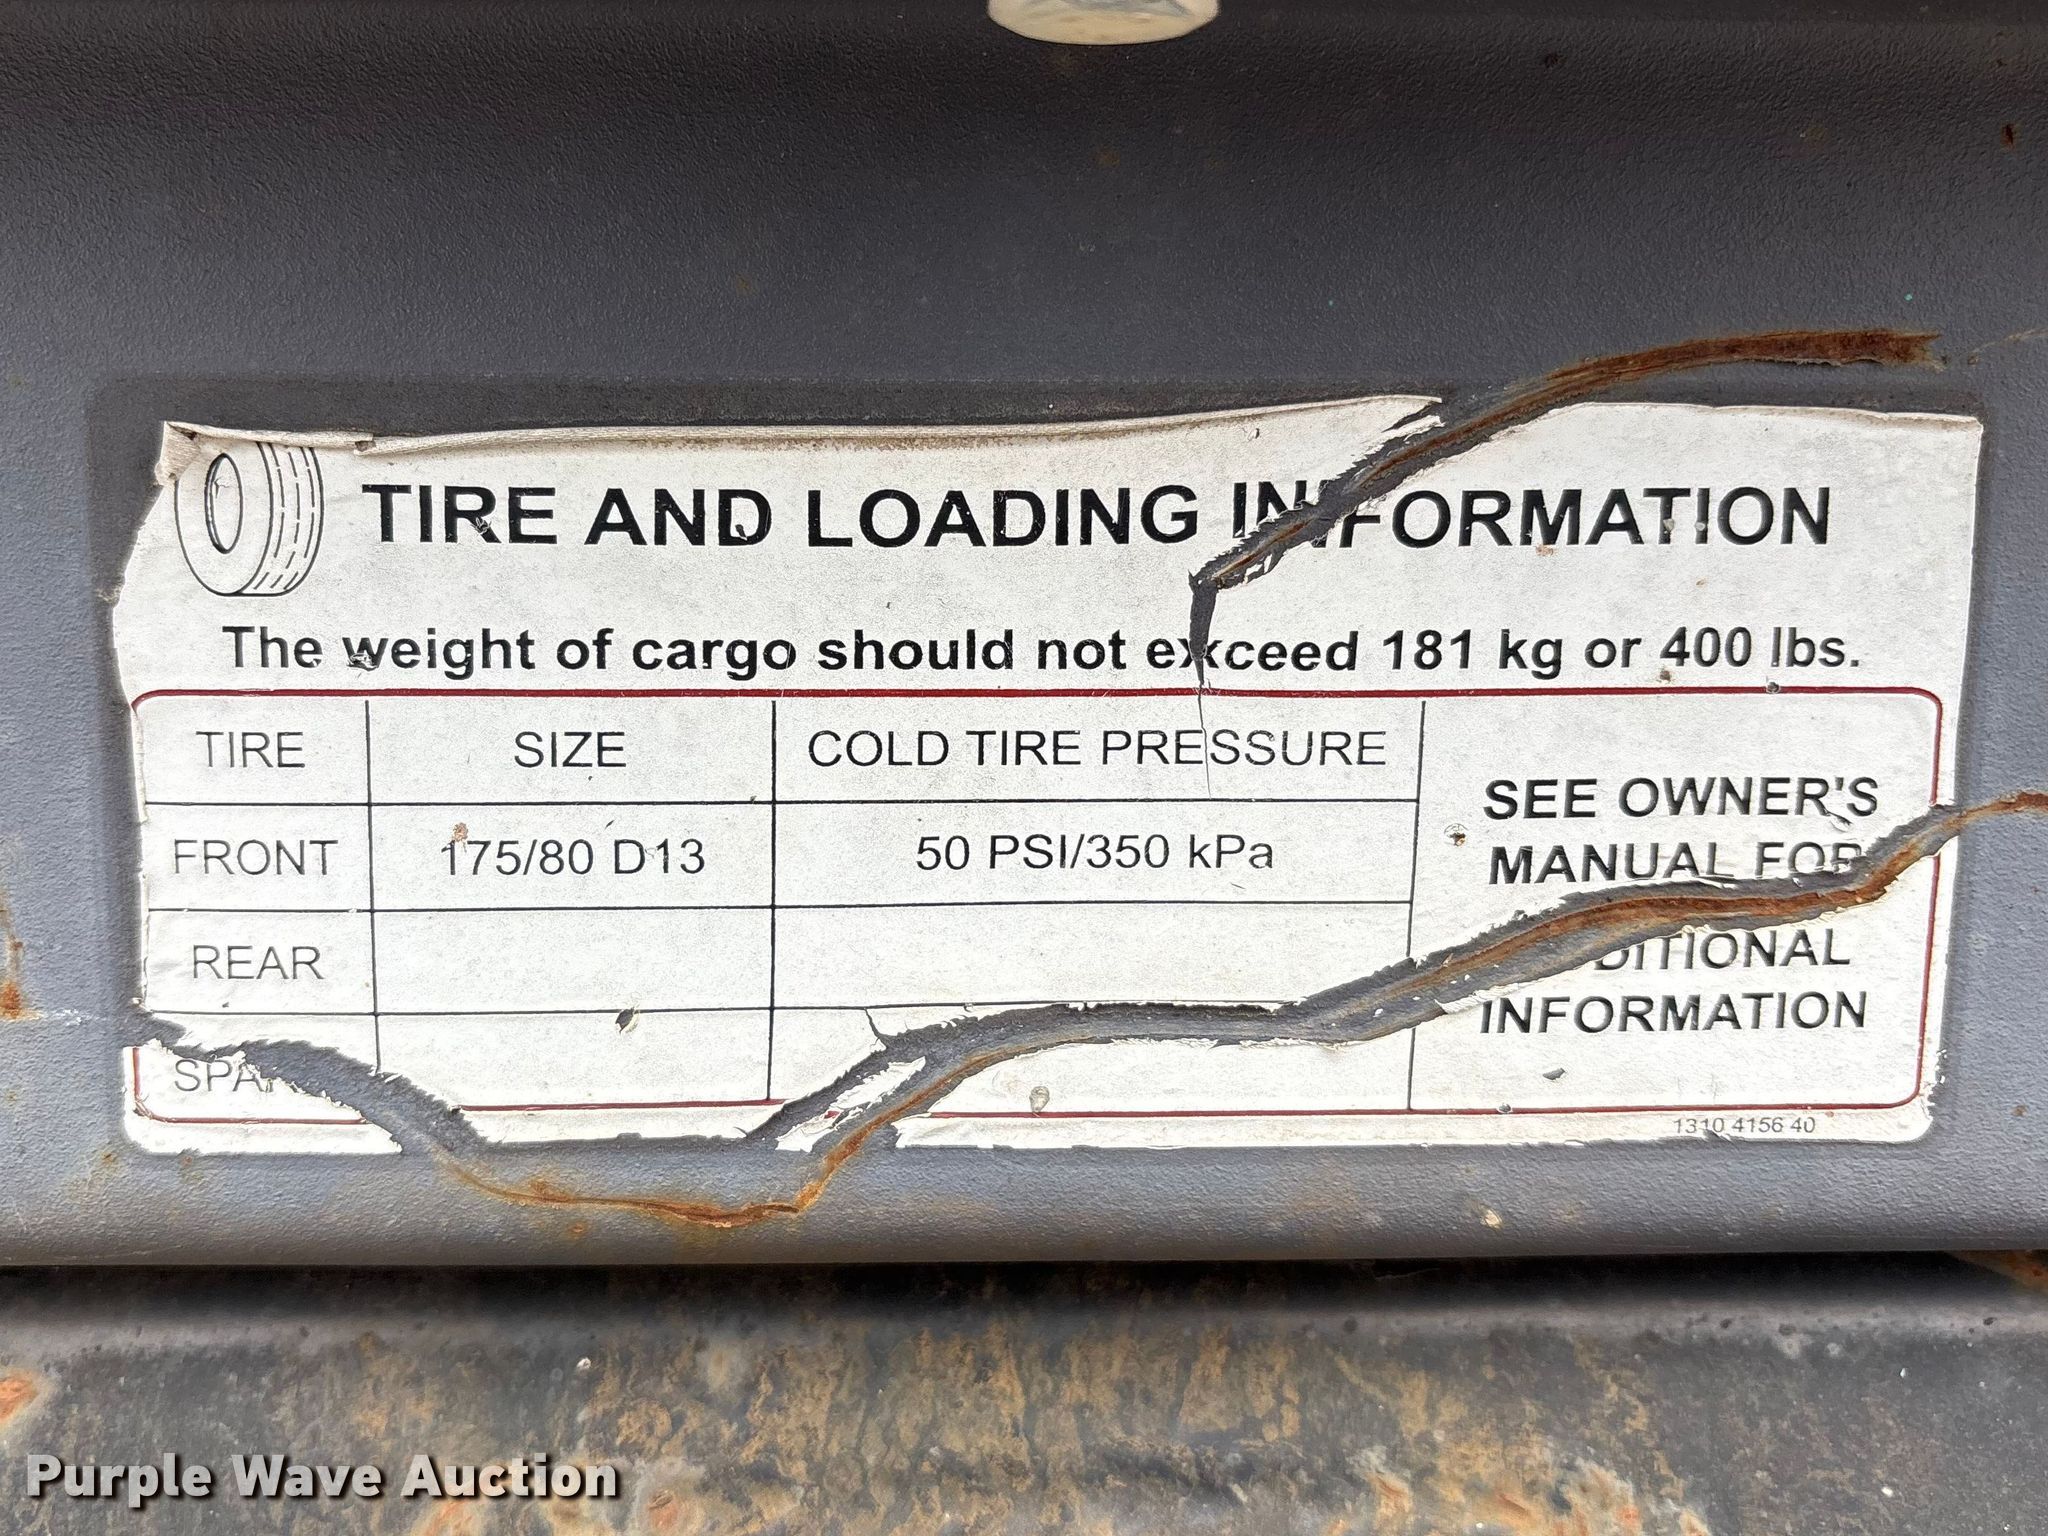 TIRE AND LOADING INFORMATION
The weight of cargo should not exceed 181 kg or 400 lbs.
TIRE SIZE COLD TIRE PRESSURE
FRONT 175/80 D13 50 PSI/350 kPa
REAR
SPA
SEE OWNER'S
MANUAL FOR
DITIONAL
INFORMATION
1310 4156 40
Purple Wave Auction